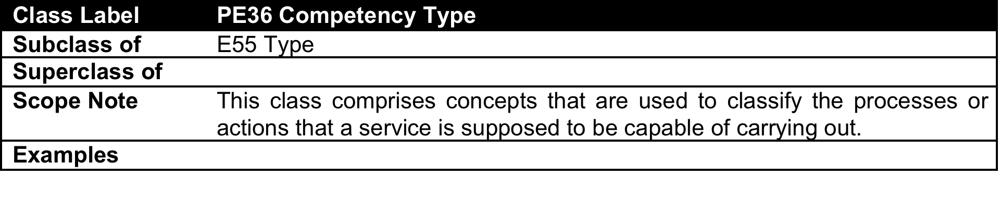 Class Label PE36 Competency Type
Subclass of E55 Type
Superclass of
Scope Note This class comprises concepts that are used to classify the processes or
actions that a service is supposed to be capable of carrying out.
Examples